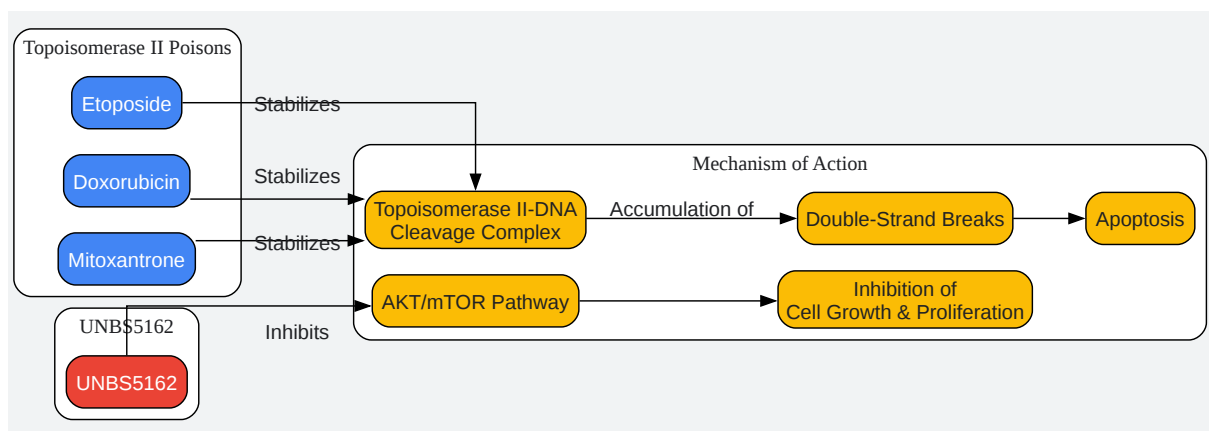 Topoisomerase II Poisons
Etoposide
Stabilizes
Doxorubicin
Stabilizes
Mitoxantrone
Stabilizes
Mechanism of Action
Topoisomerase II-DNA
Cleavage Complex
Accumulation of
Double-Strand Breaks
Apoptosis
AKT/mTOR Pathway
Inhibition of
Cell Growth & Proliferation
UNBS5162
Inhibits
UNBS5162